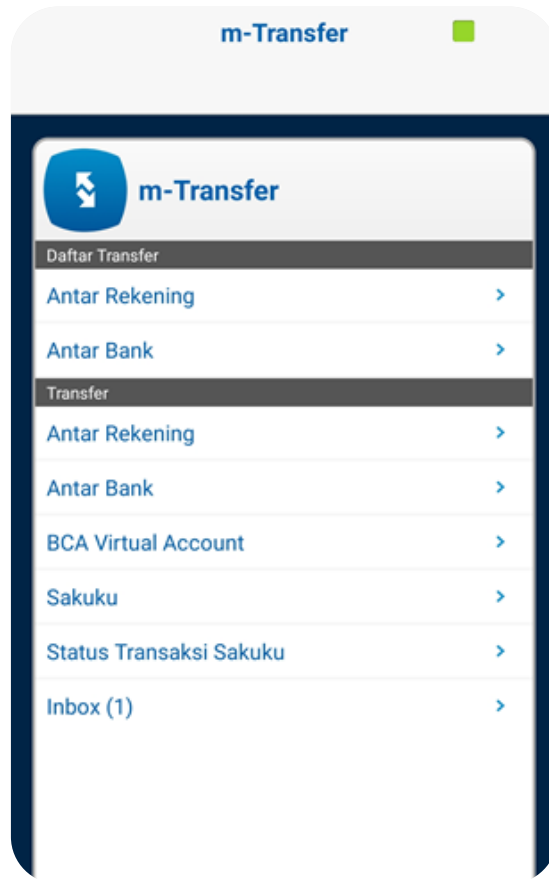 m-Transfer
m-Transfer
Daftar Transfer
Antar Rekening
Antar Bank
Transfer
Antar Rekening
Antar Bank
BCA Virtual Account
Sakuku
Status Transaksi Sakuku
Inbox (1)